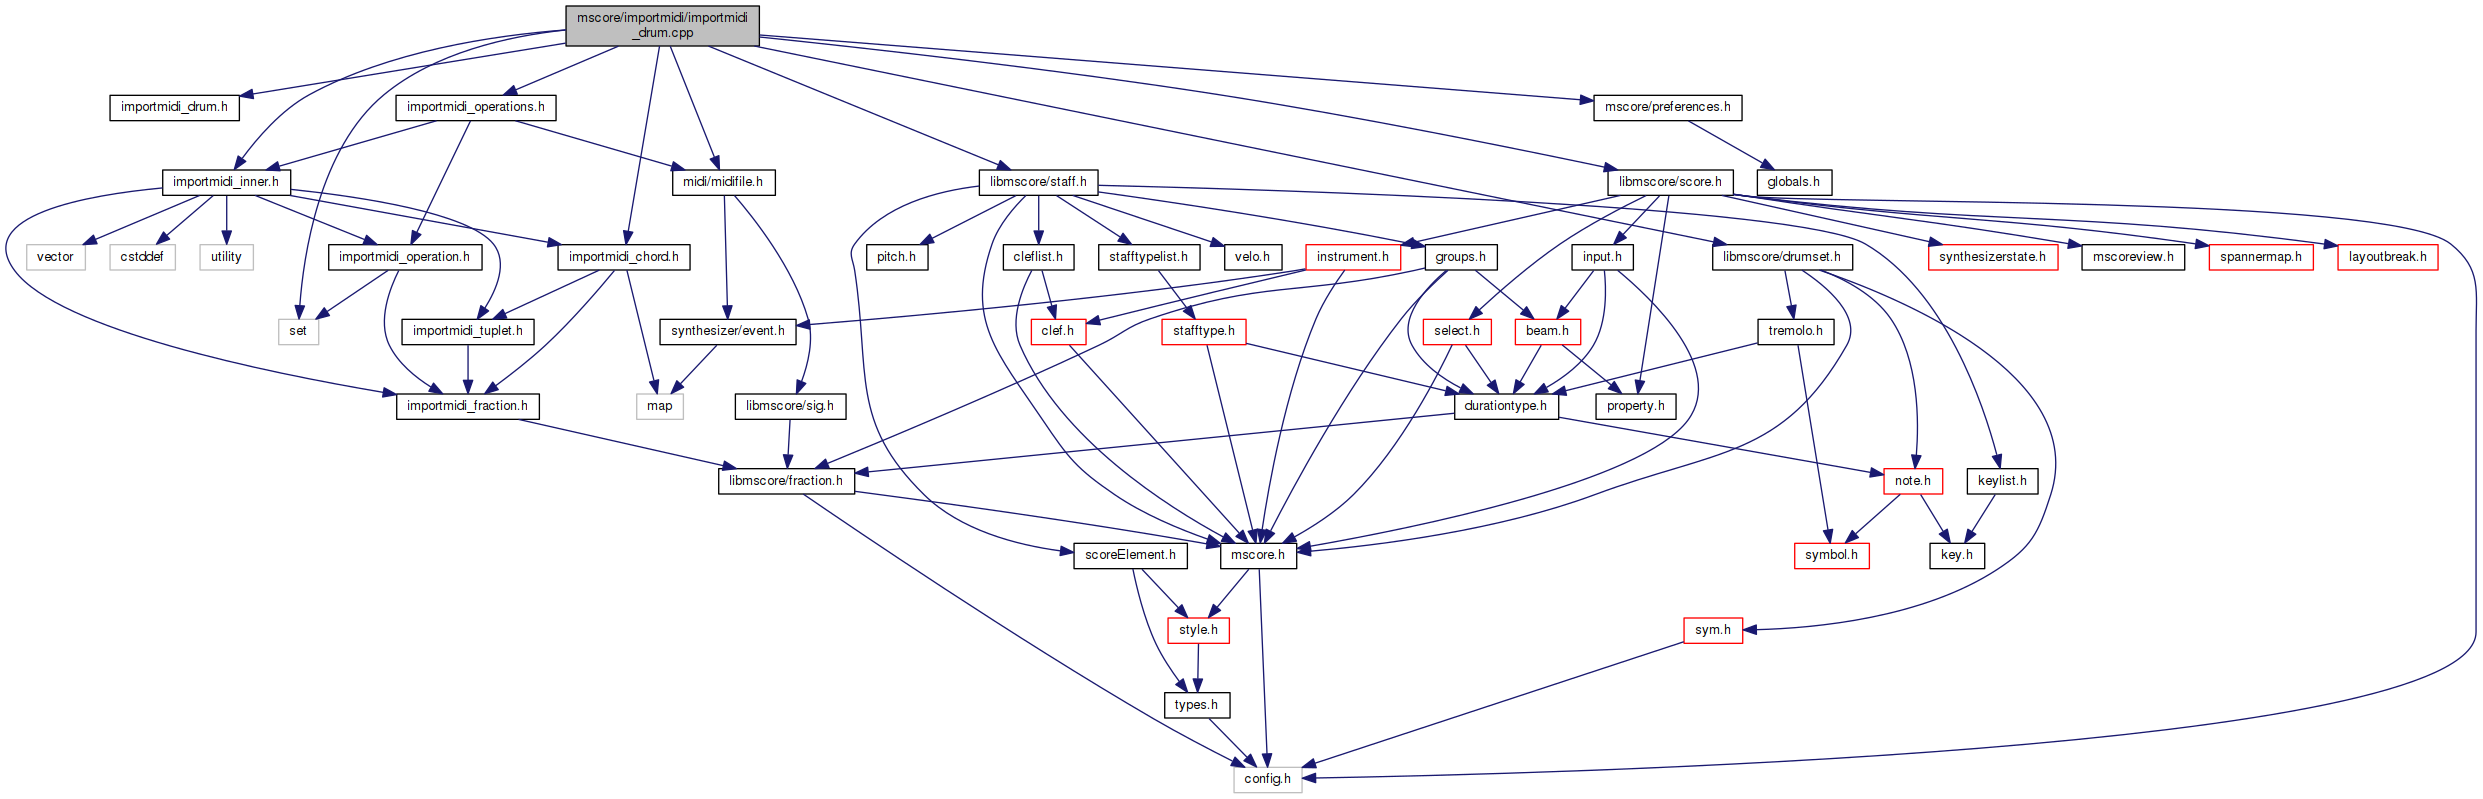 mscore/importmidi/importmidi
_drum.cpp
importmidi_drum.h
importmidi_operations.h
mscore/preferences.h
importmidi_inner.h
midi/midifile.h
libmscore/staff.h
libmscore/score.h
globals.h
vector
cstddef
utility
importmidi_operation.h
importmidi_chord.h
pitch.h
cleflist.h
stafftypelist.h
velo.h
instrument.h
groups.h
input.h
libmscore/drumset.h
synthesizerstate.h
mscoreview.h
spannermap.h
layoutbreak.h
set
importmidi_tuplet.h
synthesizer/event.h
clef.h
stafftype.h
select.h
beam.h
tremolo.h
importmidi_fraction.h
map
libmscore/sig.h
durationtype.h
property.h
libmscore/fraction.h
note.h
keylist.h
scoreElement.h
mscore.h
symbol.h
key.h
style.h
sym.h
types.h
config.h